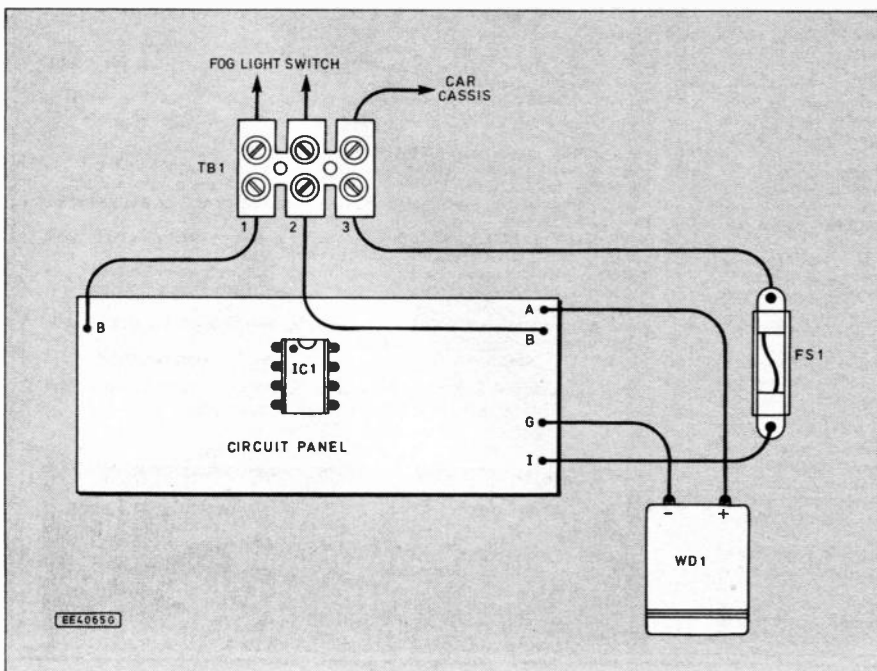 FOG LIGHT SWITCH
CAR
CASSIS
TB1
1 2 3
B
A
B
IC1
FS1
G
CIRCUIT PANEL
I
- +
WD1
EE4065G